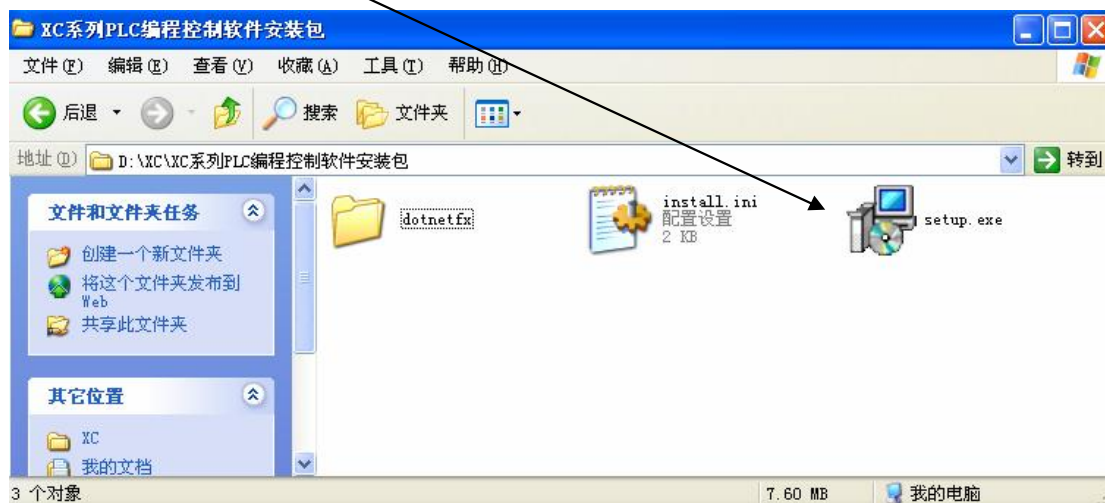 XC系列PLC编程控制软件安装包
文件(F) 编辑(E) 查看(V) 收藏(A) 工具(T) 帮助(H)
后退 搜索 文件夹
地址(D) D:\XC\XC系列PLC编程控制软件安装包 转到
文件和文件夹任务
创建一个新文件夹
将这个文件夹发布到
Web
共享此文件夹
其它位置
XC
我的文档
dotnetfx
install.ini
配置设置
2 KB
setup.exe
3 个对象 7.60 MB 我的电脑